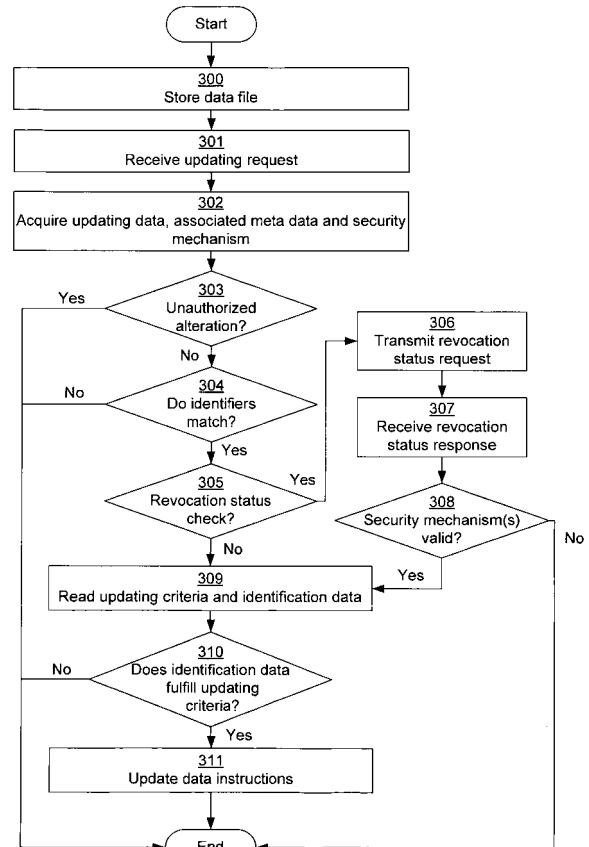 Start
300
Store data file
301
Receive updating request
302
Acquire updating data, associated meta data and security
mechanism
303
Unauthorized
alteration?
Yes
No
304
Do identifiers
match?
No
Yes
305
Revocation status
check?
Yes
No
306
Transmit revocation
status request
307
Receive revocation
status response
308
Security mechanism(s)
valid?
No
Yes
309
Read updating criteria and identification data
310
Does identification data
fulfill updating
criteria?
No
Yes
311
Update data instructions
End